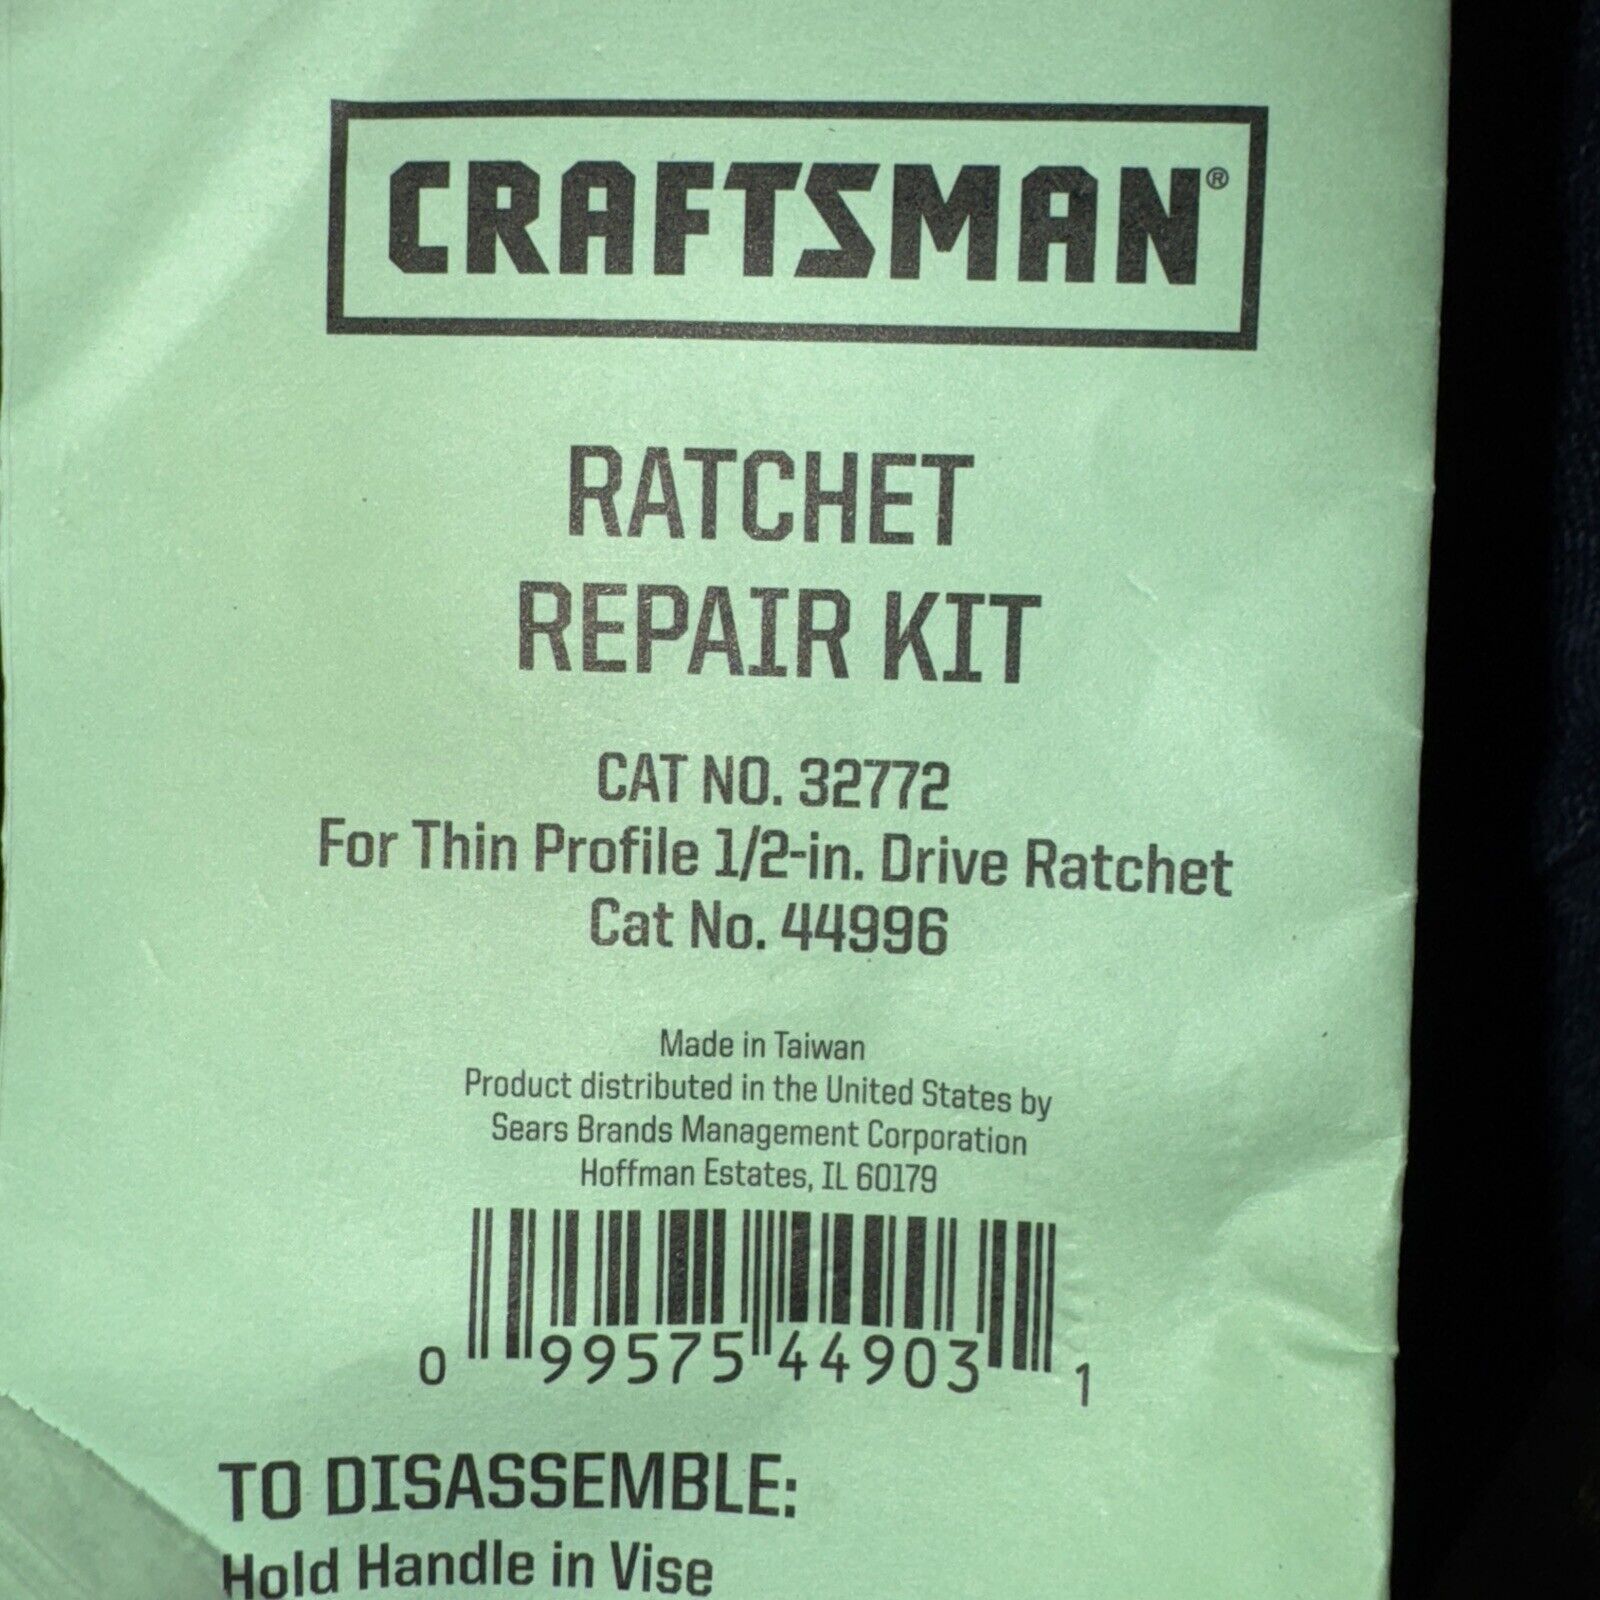 CRAFTSMAN®
RATCHET
REPAIR KIT
CAT NO. 32772
For Thin Profile 1/2-in. Drive Ratchet
Cat No. 44996
Made in Taiwan
Product distributed in the United States by
Sears Brands Management Corporation
Hoffman Estates, IL 60179
0 99575 44903 1
TO DISASSEMBLE:
Hold Handle in Vise